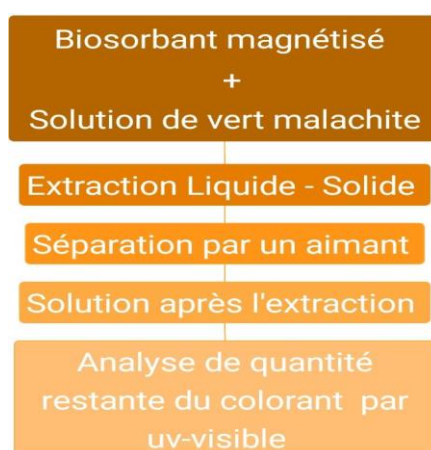 Biosorbant magnétisé
+
Solution de vert malachite
Extraction Liquide - Solide
Séparation par un aimant
Solution après l'extraction
Analyse de quantité
restante du colorant par
uv-visible